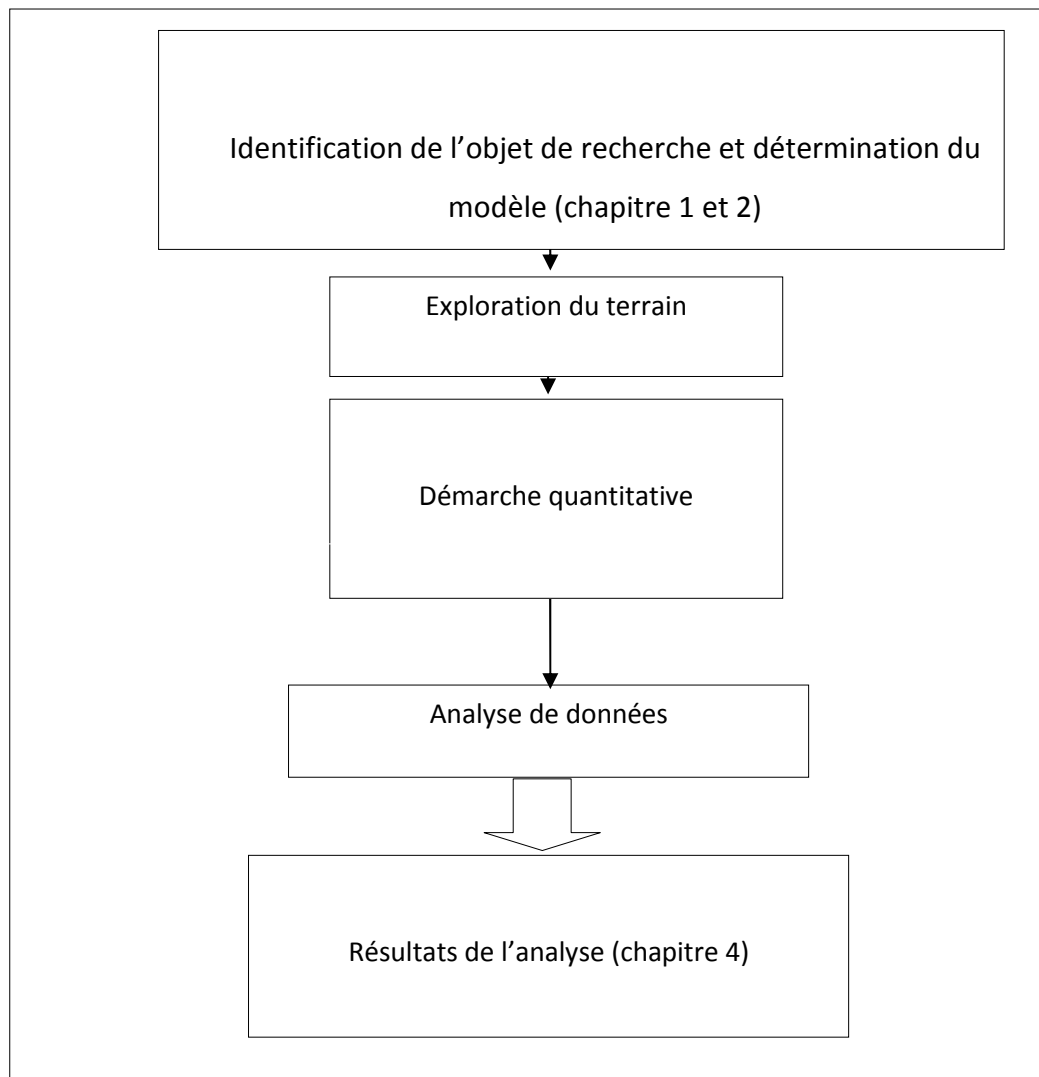 Identification de l’objet de recherche et détermination du
modèle (chapitre 1 et 2)
Exploration du terrain
Démarche quantitative
Analyse de données
Résultats de l’analyse (chapitre 4)